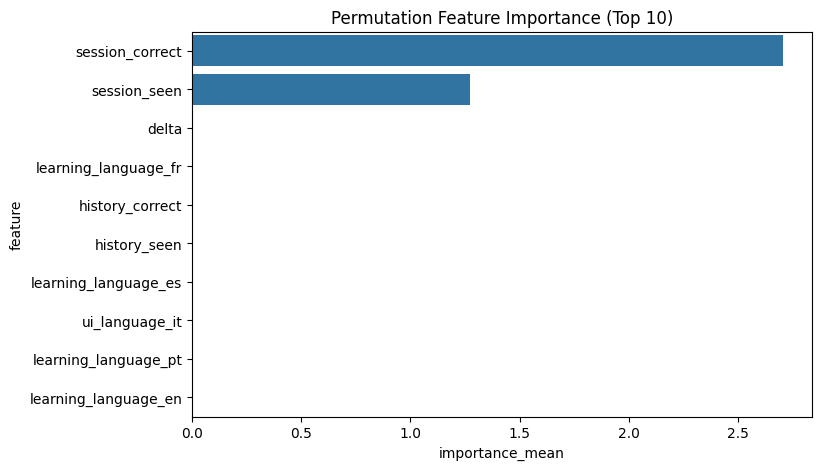 Permutation Feature Importance (Top 10)
session_correct
session_seen
delta
learning_language_fr
history_correct
history_seen
learning_language_es
ui_language_it
learning_language_pt
learning_language_en
feature
0.0 0.5 1.0 1.5 2.0 2.5
importance_mean